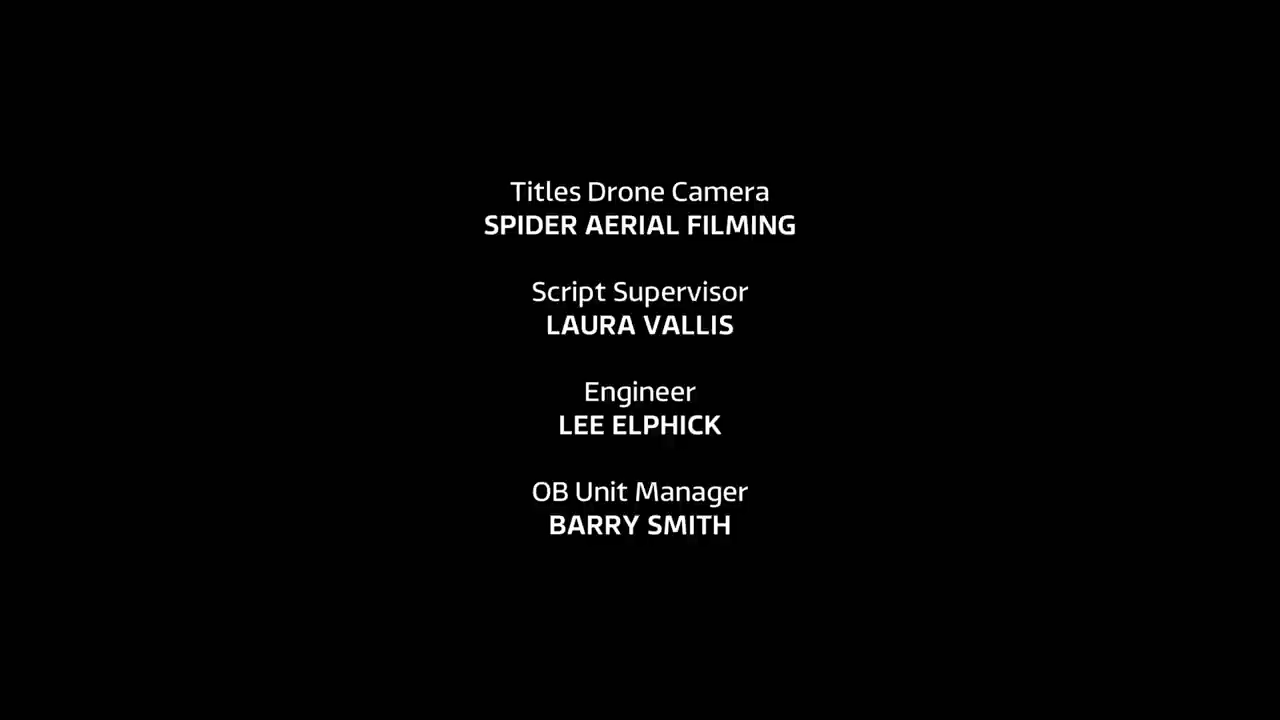 Titles Drone Camera
SPIDER AERIAL FILMING
Script Supervisor
LAURA VALLIS
Engineer
LEE ELPHICK
OB Unit Manager
BARRY SMITH